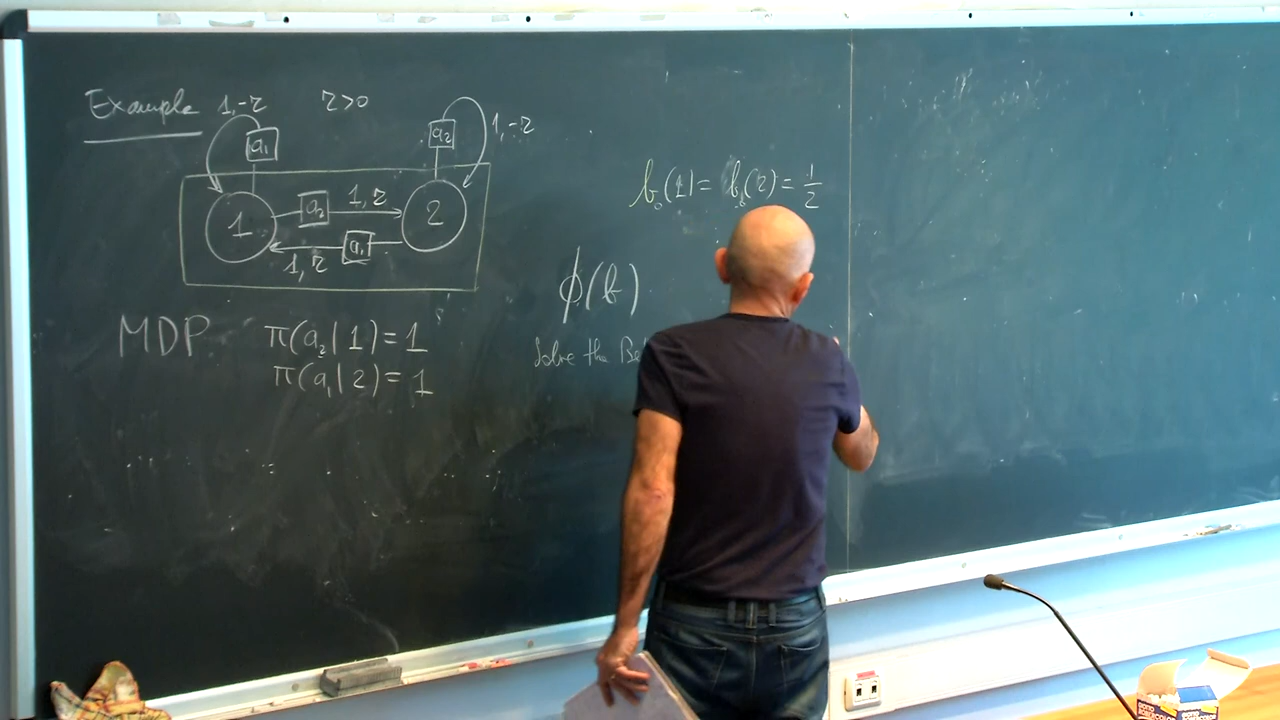 Example 1,-r r>0
a₁ a₂ 1,-r
1 a₂ 1, r 2
1, r a₁
b₀(1) = b₀(2) = 1/2
ϕ(b)
MDP π(a₂|1)=1
Solve the
π(a₁|2)=1